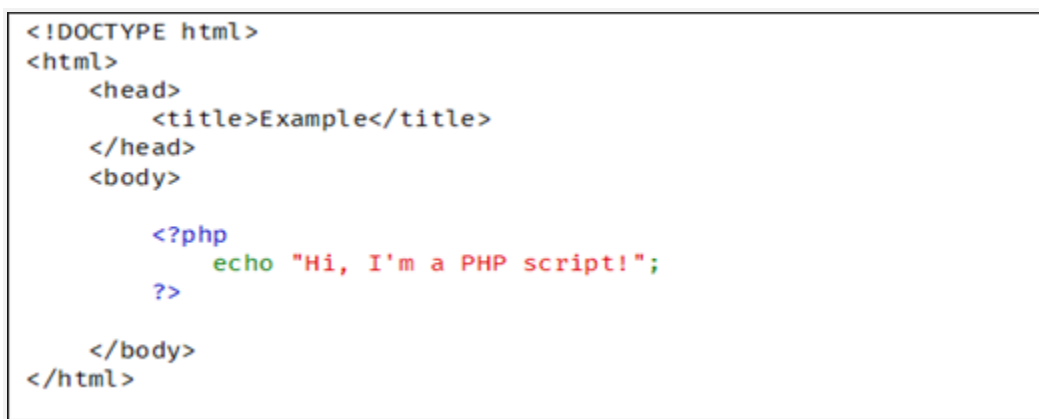 <!DOCTYPE html>
<html>
    <head>
        <title>Example</title>
    </head>
    <body>

        <?php
            echo "Hi, I'm a PHP script!";
        ?>

    </body>
</html>